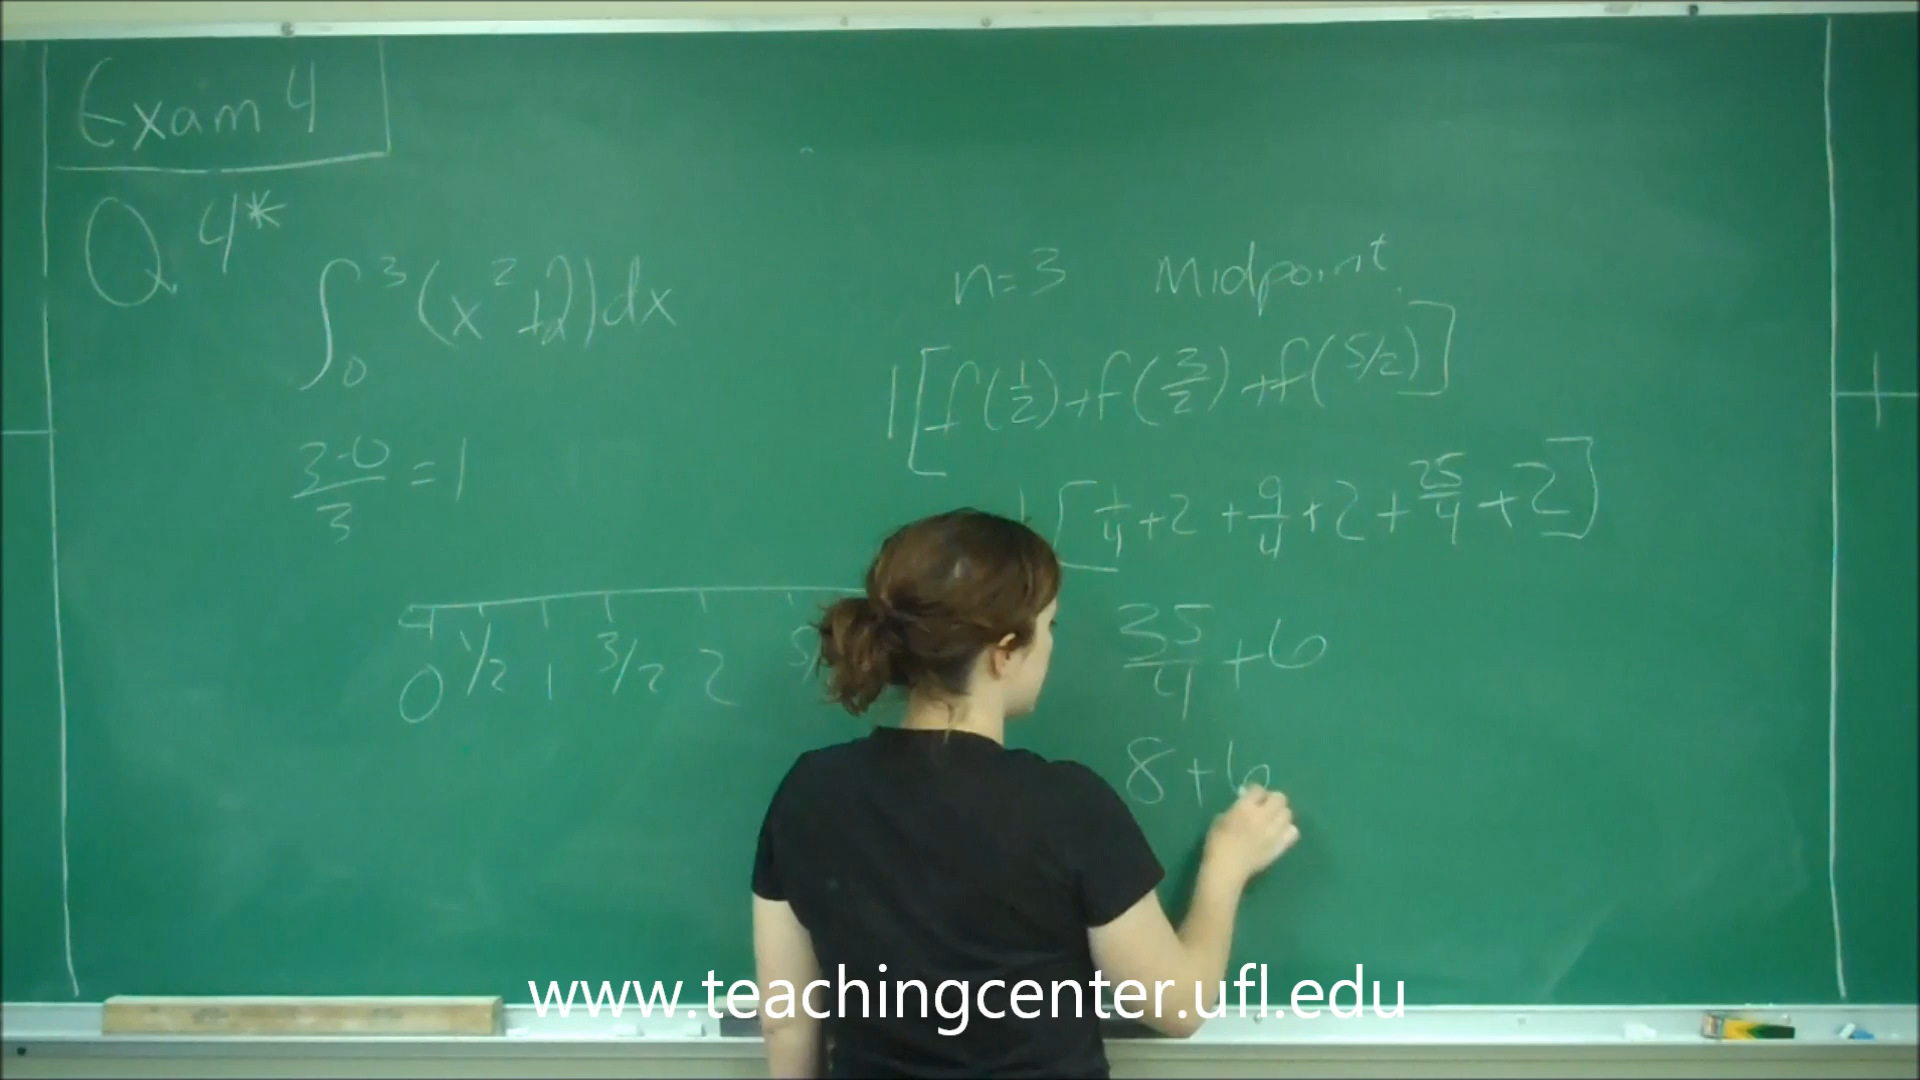 Exam 4
Q 4*
∫₀³ (x²+2)dx
3-0/3 = 1
0 1/2 1 3/2 2
n=3 Midpoint
1[f(1/2)+f(3/2)+f(5/2)]
1[1/4+2+9/4+2+25/4+2]
35/4+6
8+6
www.teachingcenter.ufl.edu